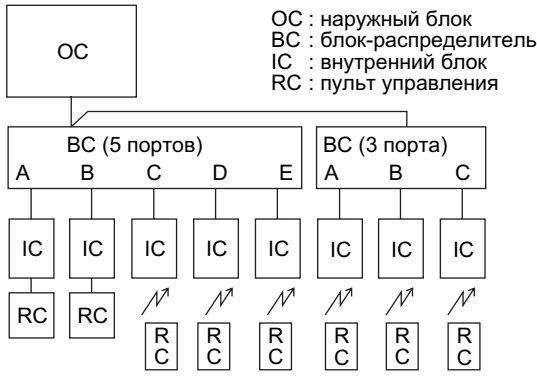 OC
OC : наружный блок
BC : блок-распределитель
IC : внутренний блок
RC : пульт управления
BC (5 портов)
A B C D E
BC (3 порта)
A B C
IC IC IC IC IC IC IC IC
RC RC
R R R R R R
C C C C C C